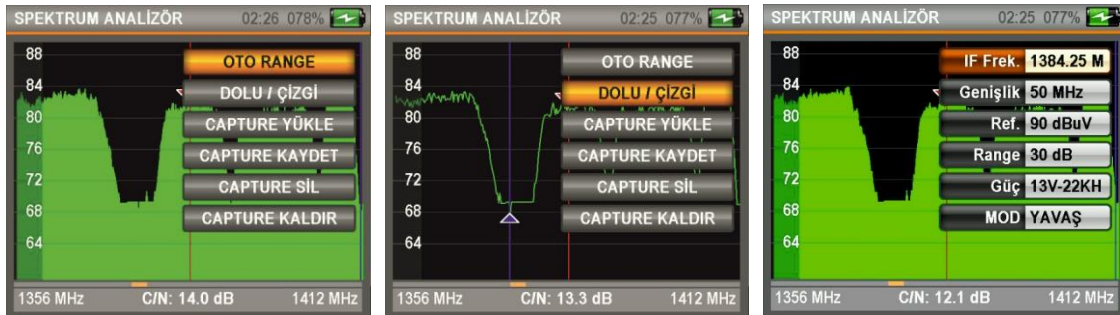 SPEKTRUM ANALİZÖR 02:26 078%
88
84
80
76
72
68
64
OTO RANGE
DOLU / ÇİZGİ
CAPTURE YÜKLE
CAPTURE KAYDET
CAPTURE SİL
CAPTURE KALDIR
1356 MHz C/N: 14.0 dB 1412 MHz
SPEKTRUM ANALİZÖR 02:25 077%
88
84
80
76
72
68
64
OTO RANGE
DOLU / ÇİZGİ
CAPTURE YÜKLE
CAPTURE KAYDET
CAPTURE SİL
CAPTURE KALDIR
1356 MHz C/N: 13.3 dB 1412 MHz
SPEKTRUM ANALİZÖR 02:25 077%
88
84
80
76
72
68
64
IF Frek. 1384.25 M
Genişlik 50 MHz
Ref. 90 dBuV
Range 30 dB
Güç 13V-22KH
MOD YAVAŞ
1356 MHz C/N: 12.1 dB 1412 MHz